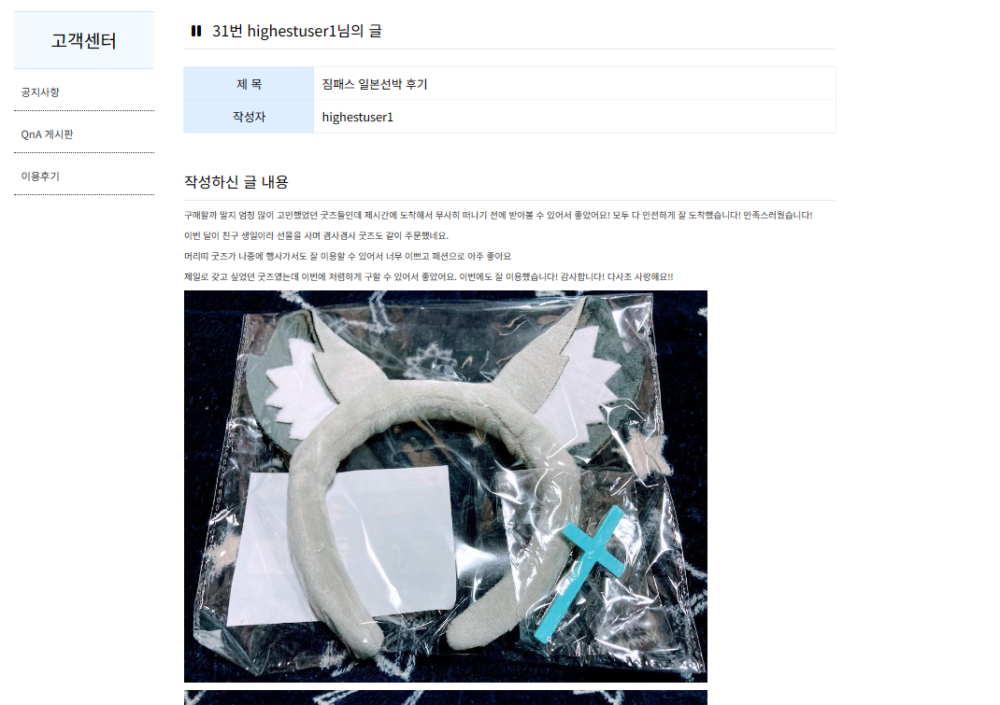 고객센터
공지사항
QnA 게시판
이용후기
31번 highestuser1님의 글
제 목 짐패스 일본선박 후기
작성자 highestuser1
작성하신 글 내용
구매할까 말지 엄청 많이 고민했었던 굿즈들인데 제시간에 도착해서 무사히 떠나기 전에 받아볼 수 있어서 좋았어요! 모두 다 안전하게 잘 도착했습니다! 만족스러웠습니다!
이번 달이 친구 생일이라 선물을 사며 겸사겸사 굿즈도 같이 주문했네요.
머리띠 굿즈가 나중에 행사가서도 잘 이용할 수 있어서 너무 이쁘고 패션으로 아주 좋아요
제일로 갖고 싶었던 굿즈였는데 이번에 저렴하게 구할 수 있어서 좋았어요. 이번에도 잘 이용했습니다! 감사합니다! 다사조 사랑해요!!